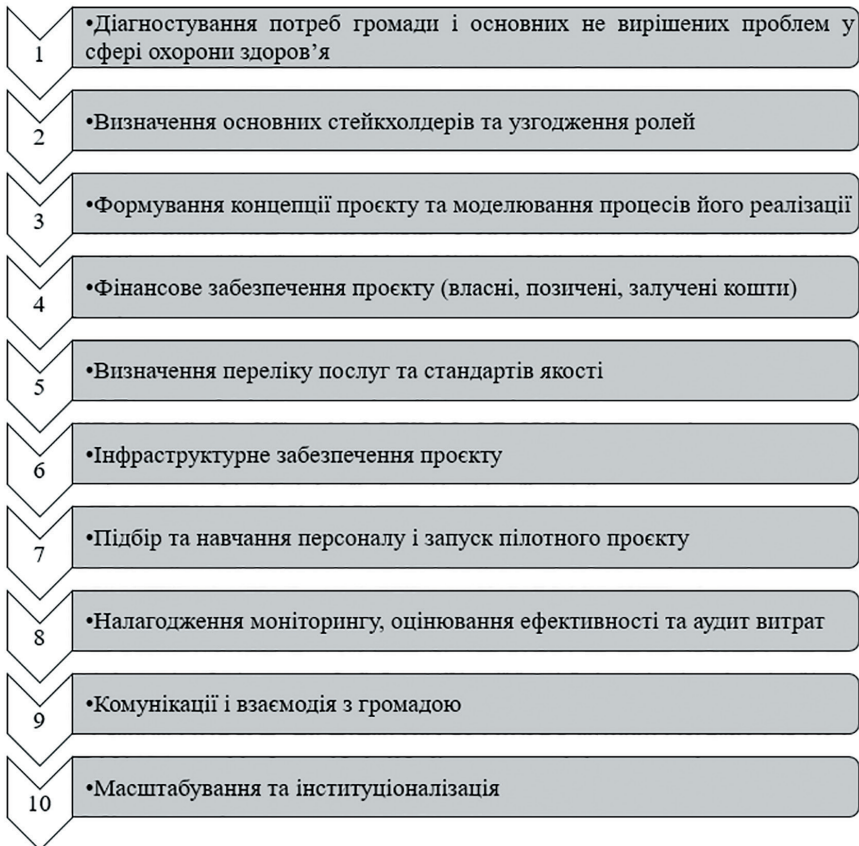 1
•Діагностування потреб громади і основних не вирішених проблем у
сфері охорони здоров’я
2
•Визначення основних стейкхолдерів та узгодження ролей
3
•Формування концепції проєкту та моделювання процесів його реалізації
4
•Фінансове забезпечення проєкту (власні, позичені, залучені кошти)
5
•Визначення переліку послуг та стандартів якості
6
•Інфраструктурне забезпечення проєкту
7
•Підбір та навчання персоналу і запуск пілотного проєкту
8
•Налагодження моніторингу, оцінювання ефективності та аудит витрат
9
•Комунікації і взаємодія з громадою
10
•Масштабування та інституціоналізація